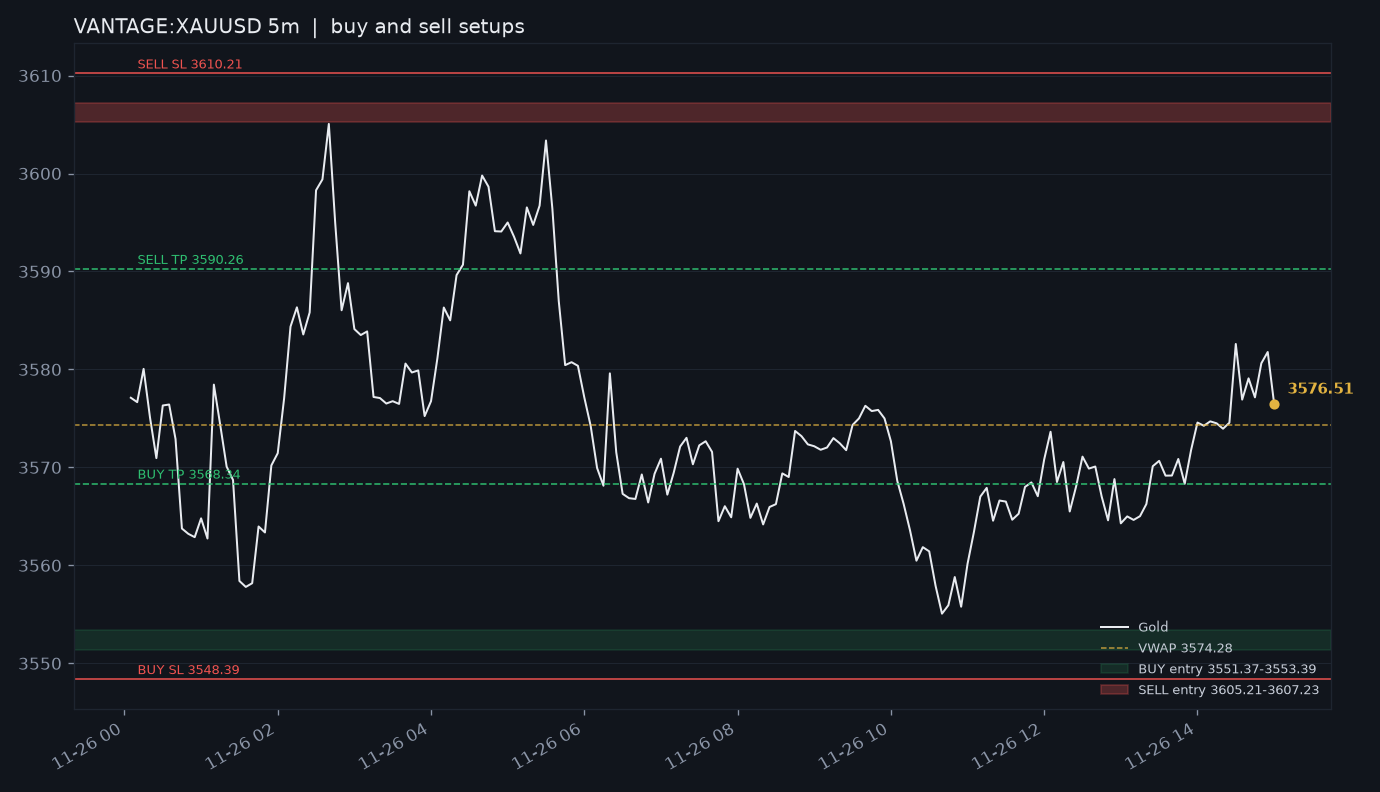 VANTAGE:XAUUSD 5m | buy and sell setups
3610
SELL SL 3610.21
3600
3590
SELL TP 3590.26
3580
3576.51
3570
BUY TP 3568.34
3560
3550
BUY SL 3548.39
Gold
VWAP 3574.28
BUY entry 3551.37-3553.39
SELL entry 3605.21-3607.23
11-26 00
11-26 02
11-26 04
11-26 06
11-26 08
11-26 10
11-26 12
11-26 14